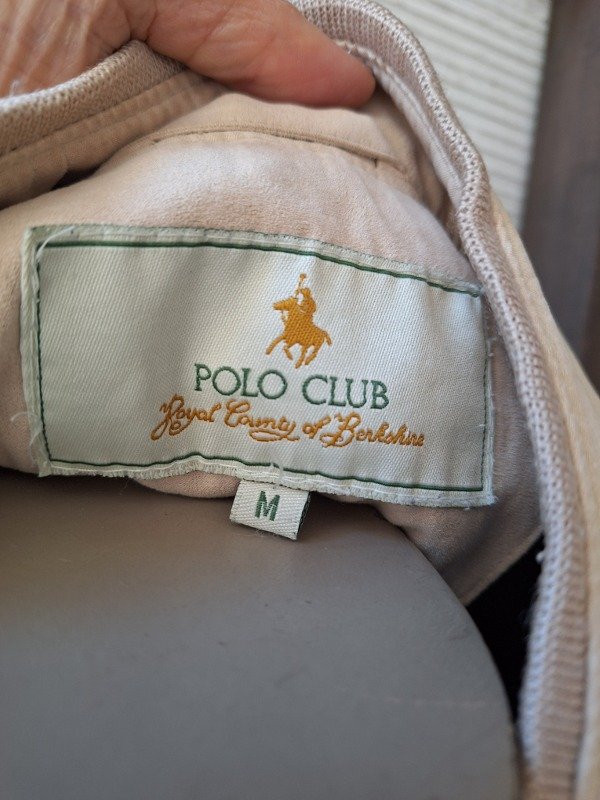 POLO CLUB
Royal County of Berkshire
M